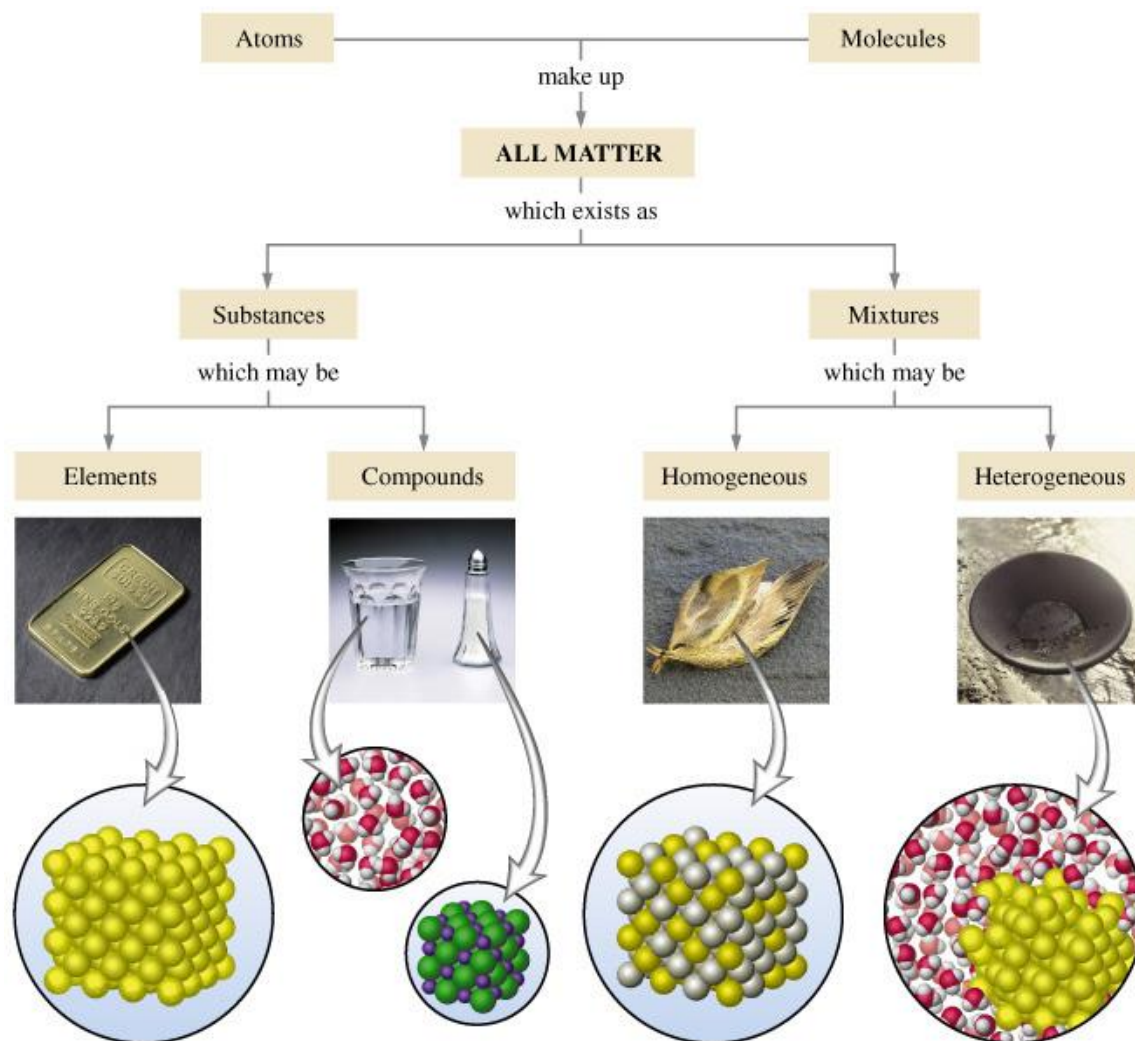 Atoms
Molecules
make up
ALL MATTER
which exists as
Substances
Mixtures
which may be
which may be
Elements
Compounds
Homogeneous
Heterogeneous